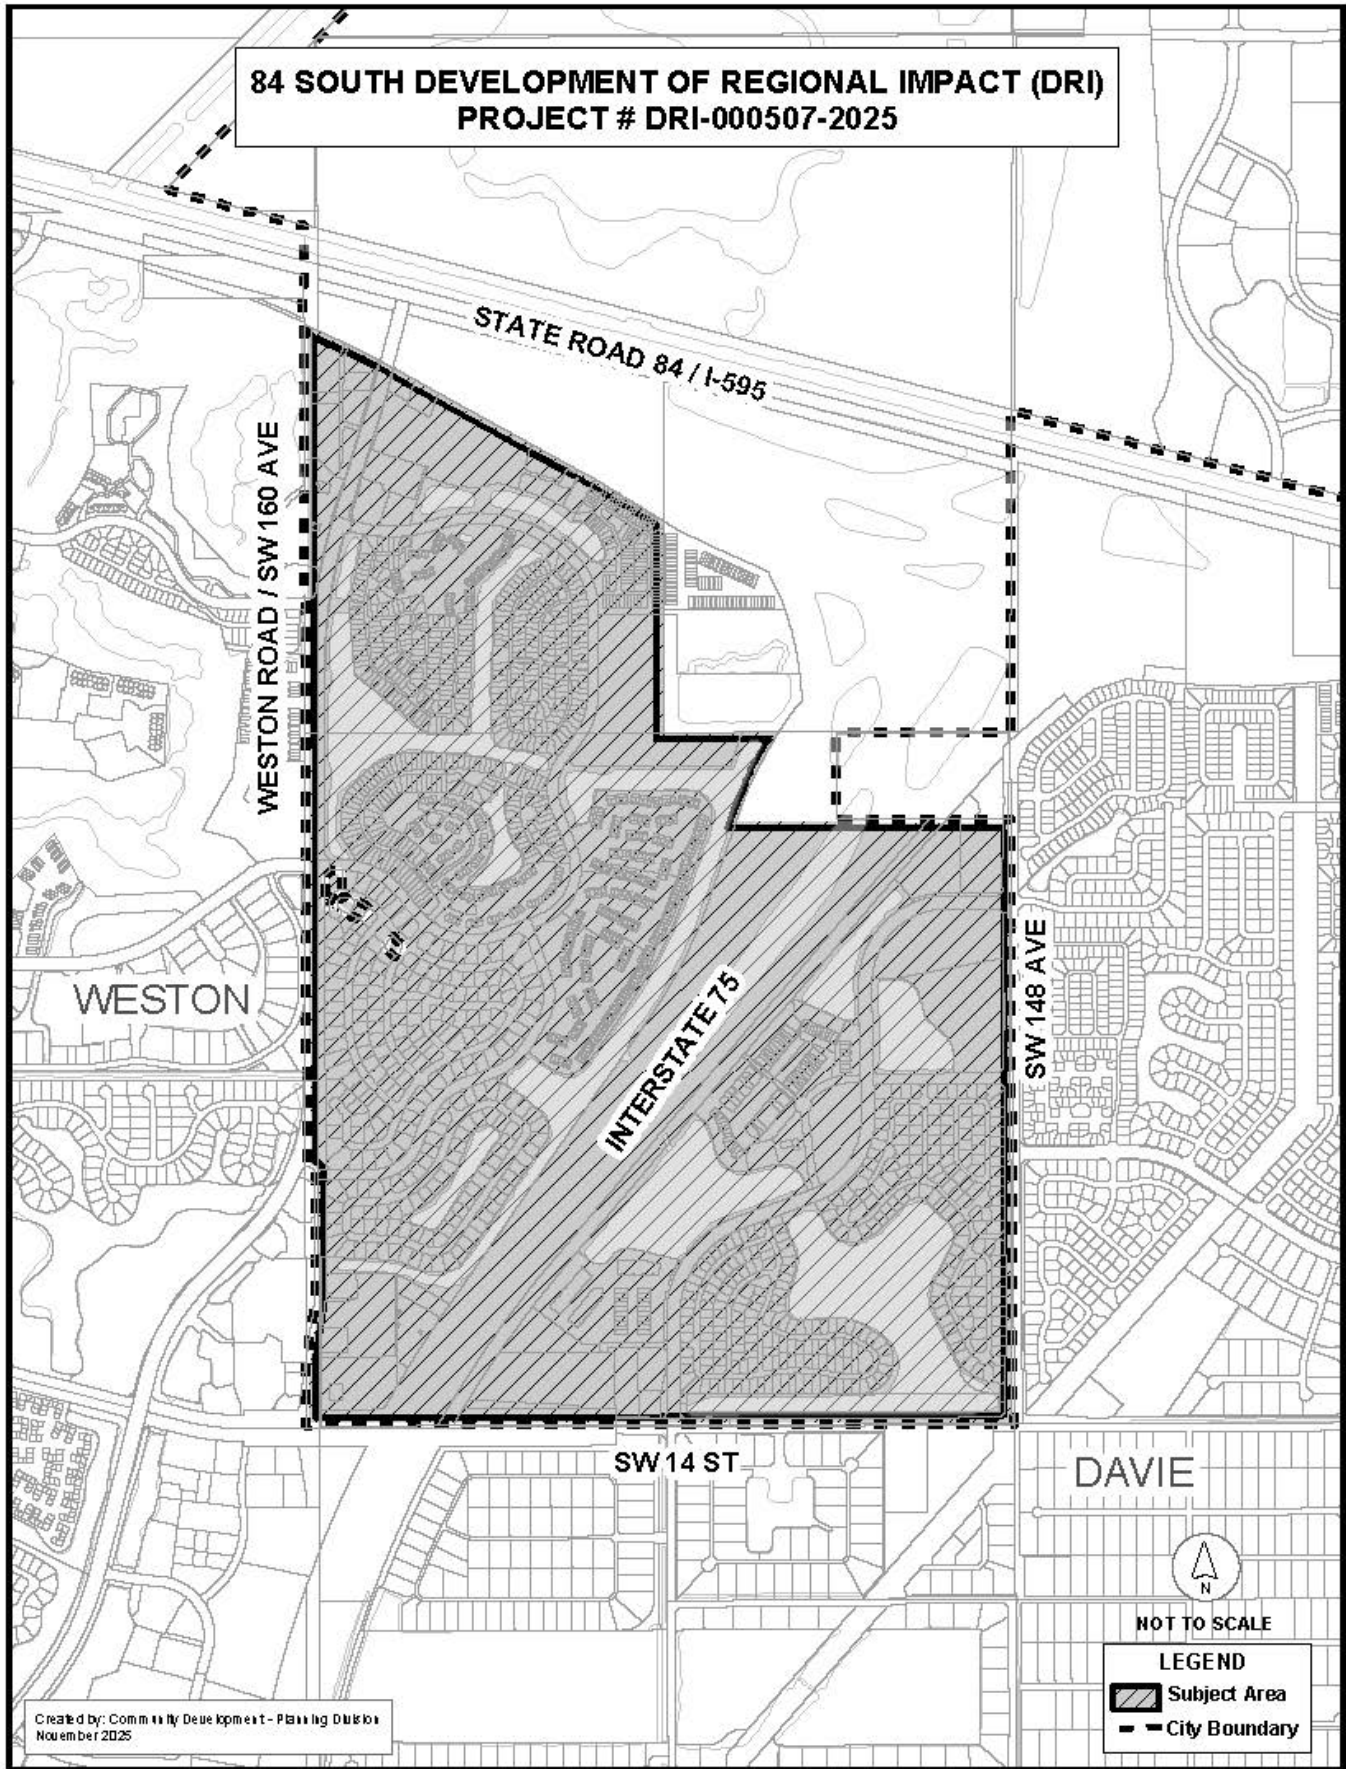 84 SOUTH DEVELOPMENT OF REGIONAL IMPACT (DRI)
PROJECT # DRI-000507-2025
STATE ROAD 84 / I-595
WESTON ROAD / SW 160 AVE
WESTON
INTERSTATE 75
SW 148 AVE
SW 14 ST
DAVIE
N
NOT TO SCALE
LEGEND
Subject Area
City Boundary
Created by: Community Development - Planning Division
November 2025